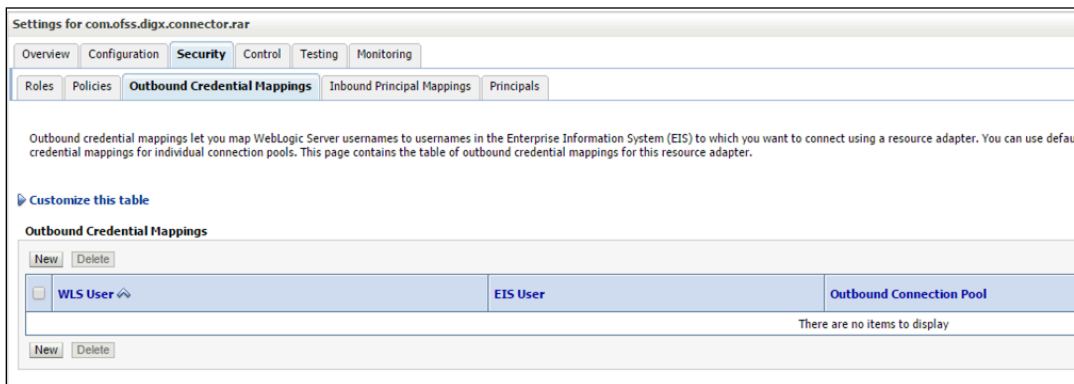 Settings for com.ofss.digx.connector.rar
Overview Configuration Security Control Testing Monitoring
Roles Policies Outbound Credential Mappings Inbound Principal Mappings Principals
Outbound credential mappings let you map WebLogic Server usernames to usernames in the Enterprise Information System (EIS) to which you want to connect using a resource adapter. You can use defau
credential mappings for individual connection pools. This page contains the table of outbound credential mappings for this resource adapter.
Customize this table
Outbound Credential Mappings
New Delete
WLS User EIS User Outbound Connection Pool
There are no items to display
New Delete